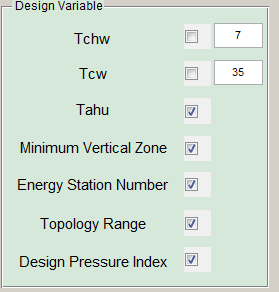 Design Variable
Tchw 7
Tcw 35
Tahu
Minimum Vertical Zone
Energy Station Number
Topology Range
Design Pressure Index